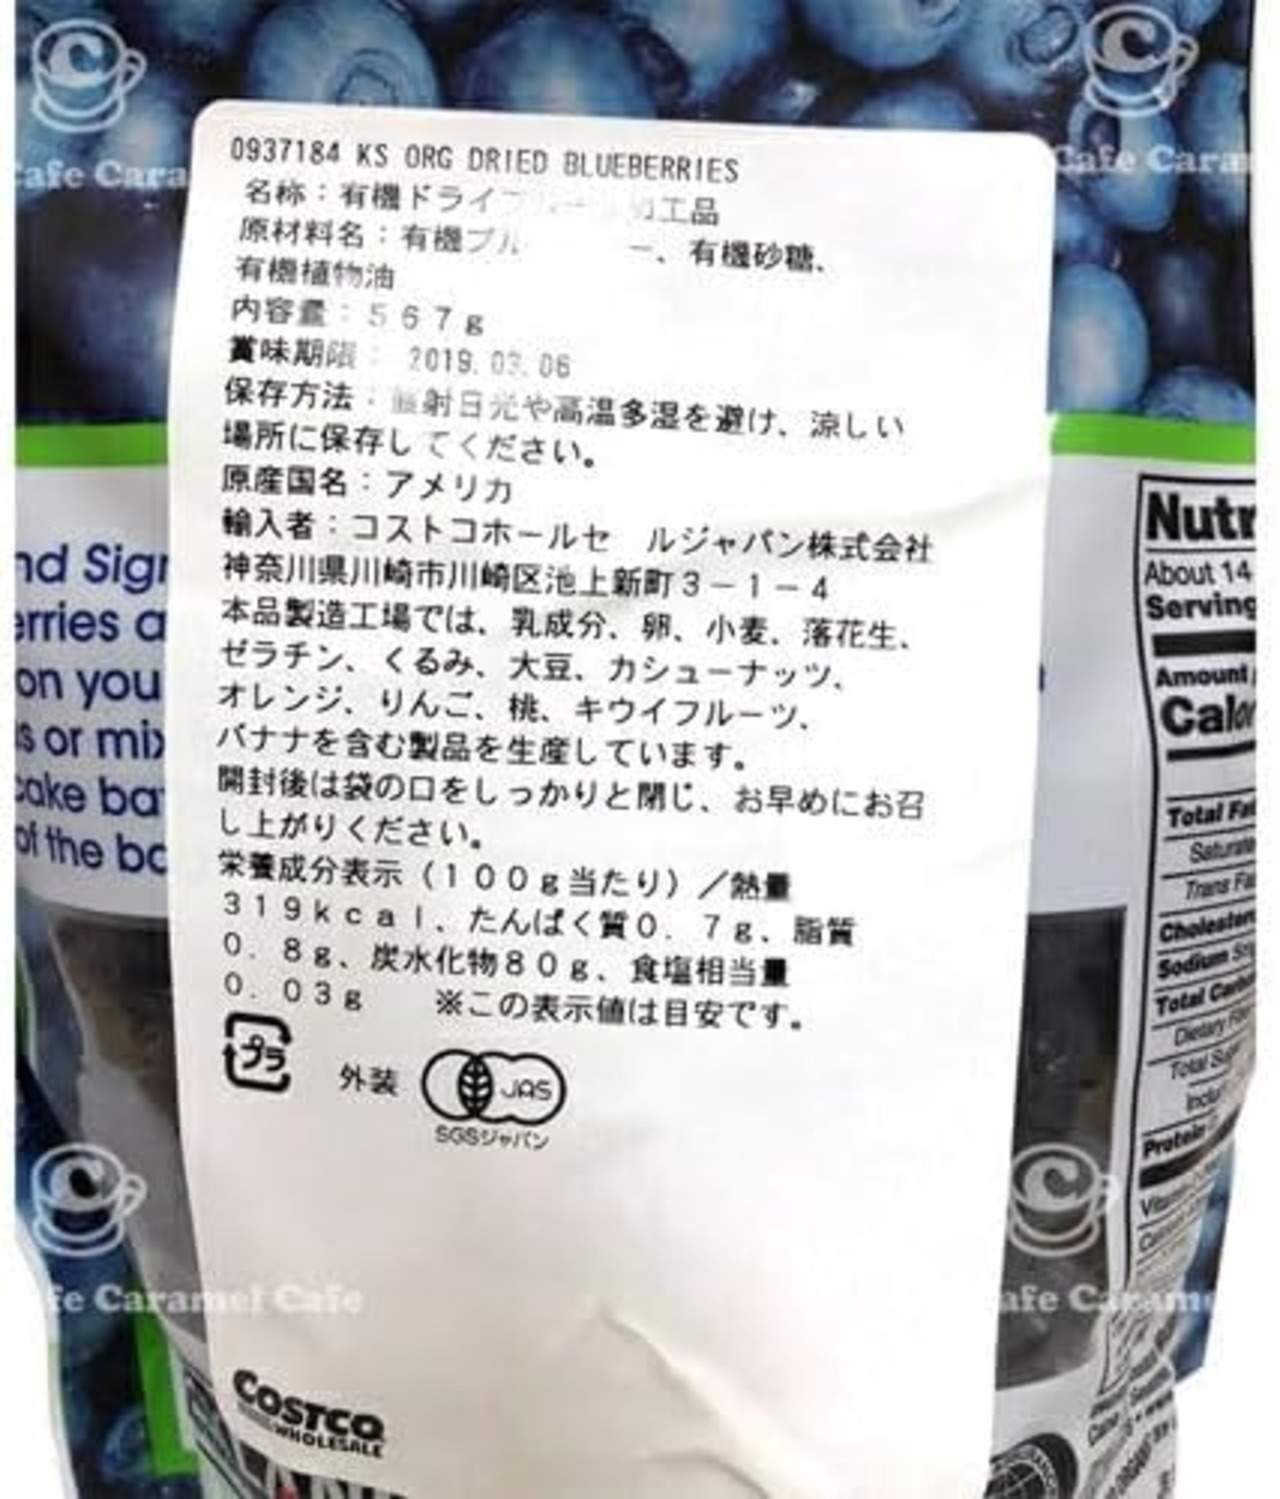 0937184 KS ORG DRIED BLUEBERRIES
名称：有機ドライフ 加工品
原材料名：有機ブル ー、有機砂糖、
有機植物油
内容量：567g
賞味期限： 2019.03.06
保存方法：直射日光や高温多湿を避け、涼しい
場所に保存してください。
原産国名：アメリカ
輸入者：コストコホールセ ルジャパン株式会社
神奈川県川崎市川崎区池上新町3－1－4
本品製造工場では、乳成分、卵、小麦、落花生、
ゼラチン、くるみ、大豆、カシューナッツ、
オレンジ、りんご、桃、キウイフルーツ、
バナナを含む製品を生産しています。
開封後は袋の口をしっかりと閉じ、お早めにお召
し上がりください。
栄養成分表示（100g当たり）／熱量
319kcal、たんぱく質0．7g、脂質
0．8g、炭水化物80g、食塩相当量
0．03g ※この表示値は目安です。
プラ 外装 JAS
SGSジャパン
COSTCO
WHOLESALE
nd Sig
erries a
on you
s or mix
cake ba
of the ba
Nutr
About 14
Serving
Amount
Calor
Total Fa
Saturate
Trans Fa
Cholester
Sodium
Total Carb
Dietary Fi
Total Sug
Inclu
Protein
Cafe Cara
Cafe Caram
fe Caramel Cafe
afe Carame